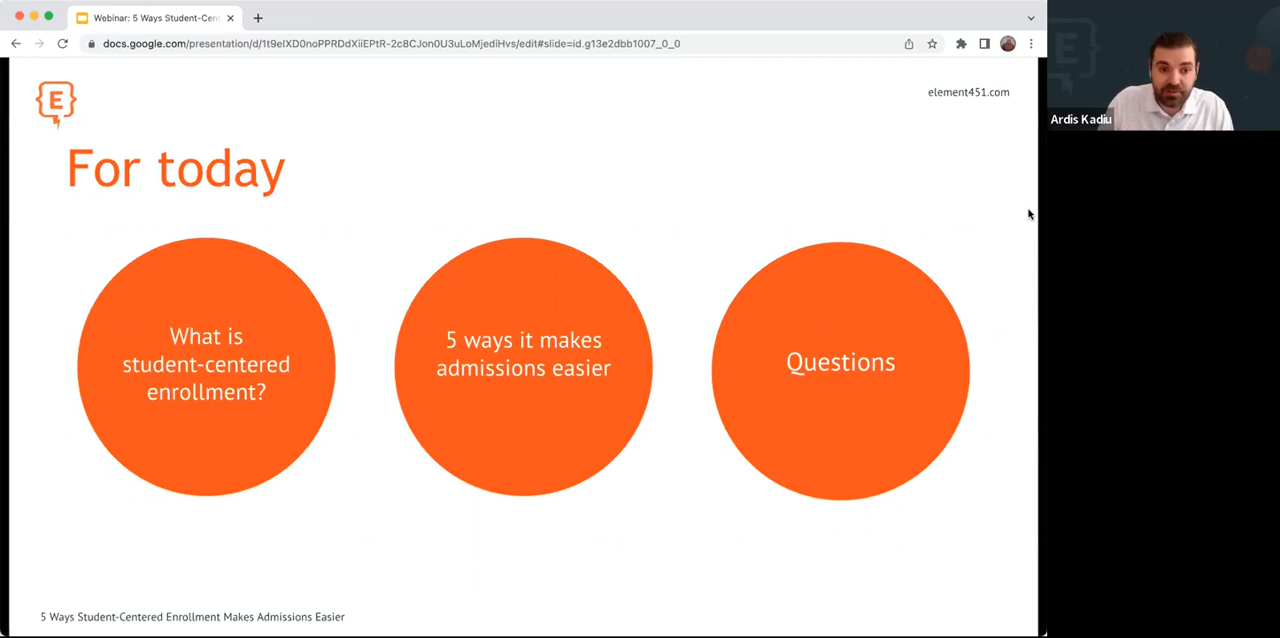 Webinar: 5 Ways Student-Cent
docs.google.com/presentation/d/1t9eIXD0noPPRDdXiiEPtR-2c8CJon0U3uLoMjediHvs/edit#slide=id.g13e2dbb1007_0_0
E
element451.com
E
Ardis Kadiu
For today
What is
student-centered
enrollment?
5 ways it makes
admissions easier
Questions
5 Ways Student-Centered Enrollment Makes Admissions Easier